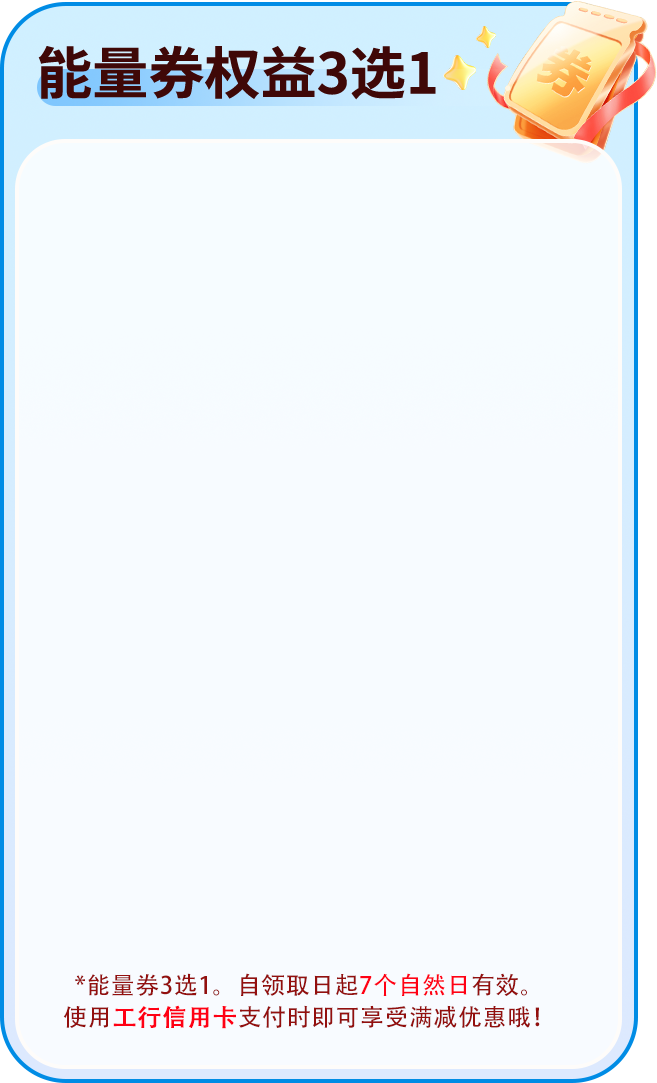 能量券权益3选1
券
*能量券3选1。自领取日起7个自然日有效。
使用工行信用卡支付时即可享受满减优惠哦!